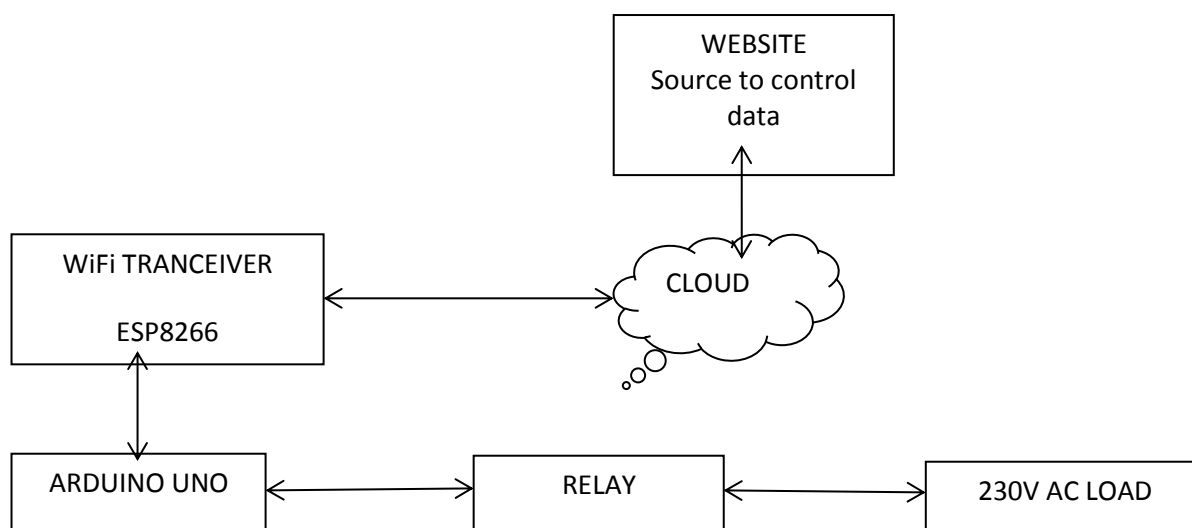 WEBSITE
Source to control
data
WiFi TRANCEIVER
ESP8266
CLOUD
ARDUINO UNO
RELAY
230V AC LOAD